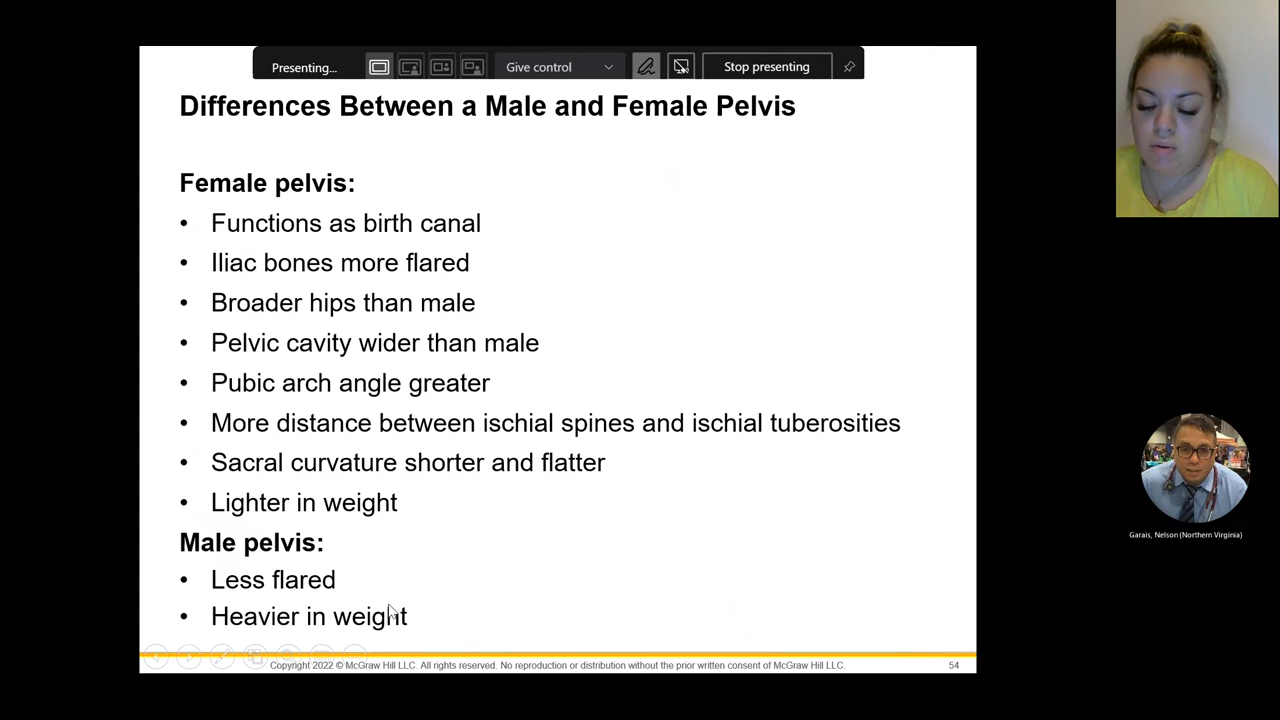 Presenting...
Give control
Stop presenting
Differences Between a Male and Female Pelvis
Female pelvis:
• Functions as birth canal
• Iliac bones more flared
• Broader hips than male
• Pelvic cavity wider than male
• Pubic arch angle greater
• More distance between ischial spines and ischial tuberosities
• Sacral curvature shorter and flatter
• Lighter in weight
Male pelvis:
• Less flared
• Heavier in weight
Copyright 2022 © McGraw Hill LLC. All rights reserved. No reproduction or distribution without the prior written consent of McGraw Hill LLC.
54
Garais, Nelson (Northern Virginia)